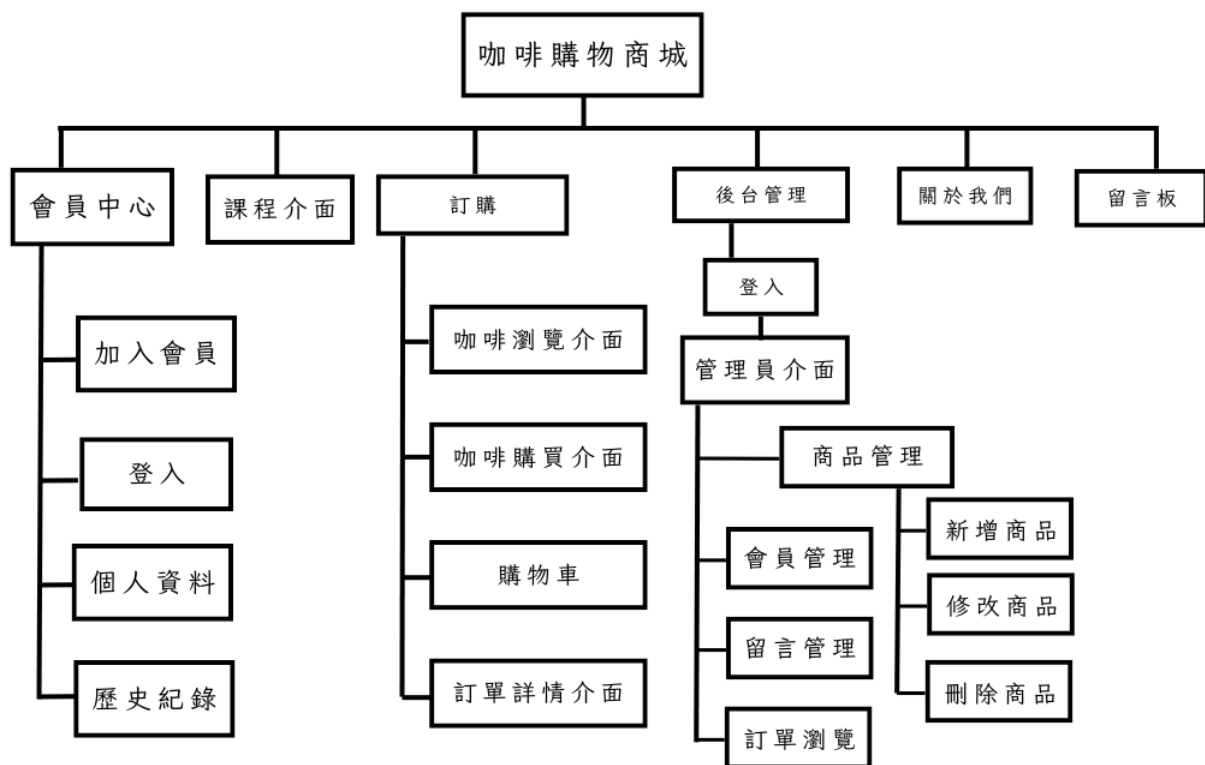 咖啡購物商城
會員中心
課程介面
訂購
後台管理
關於我們
留言板
加入會員
登入
個人資料
歷史紀錄
咖啡瀏覽介面
咖啡購買介面
購物車
訂單詳情介面
登入
管理員介面
商品管理
新增商品
修改商品
刪除商品
會員管理
留言管理
訂單瀏覽